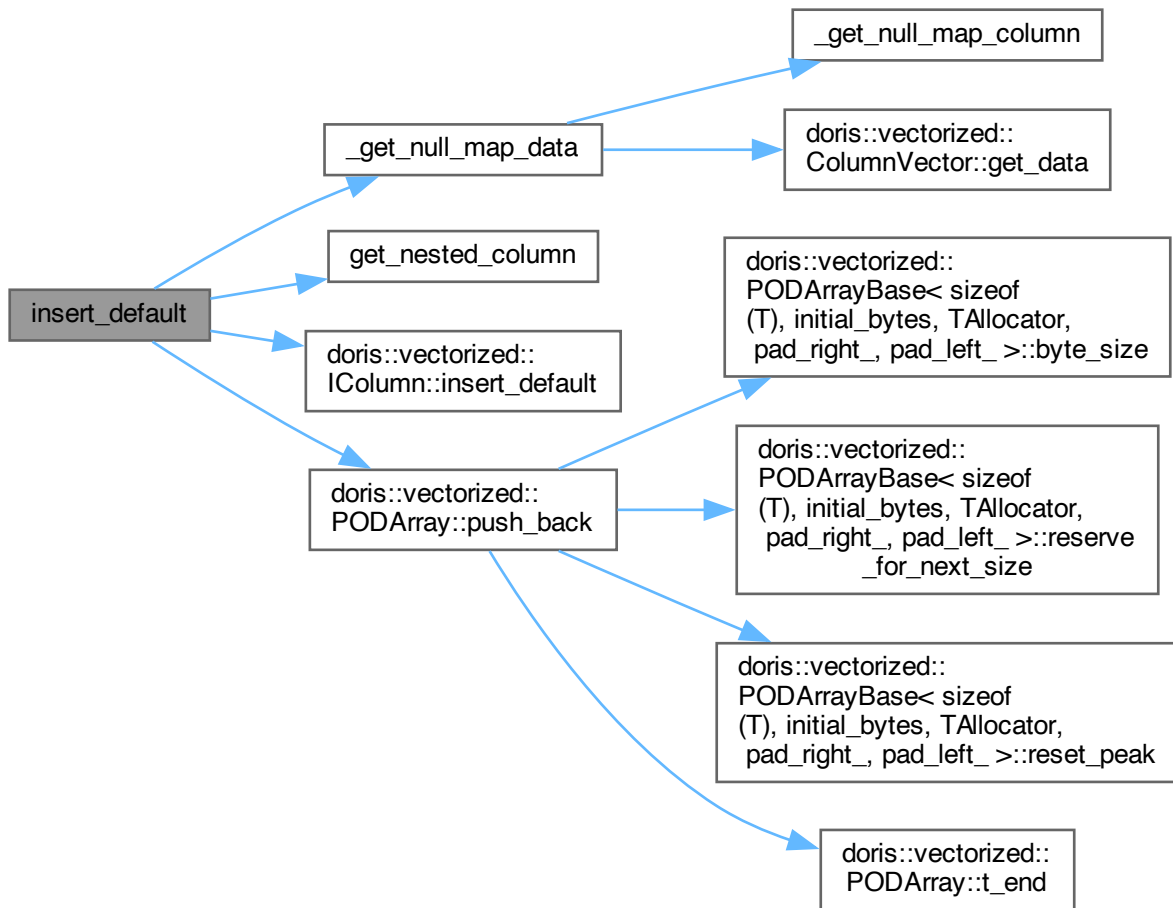 _get_null_map_column
doris::vectorized::
ColumnVector::get_data
_get_null_map_data
get_nested_column
insert_default
doris::vectorized::
IColumn::insert_default
doris::vectorized::
PODArray::push_back
doris::vectorized::
PODArrayBase< sizeof
(T), initial_bytes, TAllocator,
pad_right_, pad_left_ >::byte_size
doris::vectorized::
PODArrayBase< sizeof
(T), initial_bytes, TAllocator,
pad_right_, pad_left_ >::reserve
_for_next_size
doris::vectorized::
PODArrayBase< sizeof
(T), initial_bytes, TAllocator,
pad_right_, pad_left_ >::reset_peak
doris::vectorized::
PODArray::t_end